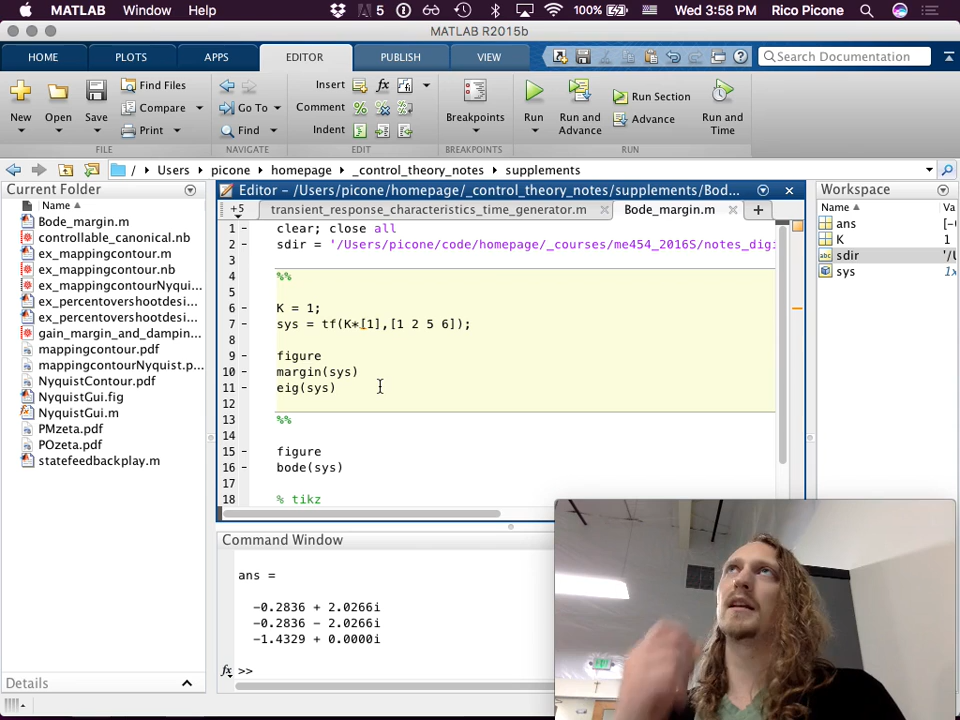 MATLAB Window Help 5 100% Wed 3:58 PM Rico Picone
MATLAB R2015b
HOME PLOTS APPS EDITOR PUBLISH VIEW Search Documentation
New Open Save Find Files Compare Print
Go To Find
Insert Comment Indent
Breakpoints
Run Run and Advance Run Section Advance Run and Time
FILE NAVIGATE EDIT BREAKPOINTS RUN
/ Users picone homepage _control_theory_notes supplements
Current Folder
Name
Bode_margin.m
controllable_canonical.nb
ex_mappingcontour.m
ex_mappingcontour.nb
ex_mappingcontourNyqui...
ex_percentovershootdesi...
ex_percentovershootdesi...
gain_margin_and_dampin...
mappingcontour.pdf
mappingcontourNyquist.p...
NyquistContour.pdf
NyquistGui.fig
NyquistGui.m
PMzeta.pdf
POzeta.pdf
statefeedbackplay.m
Details
Editor - /Users/picone/homepage/_control_theory_notes/supplements/Bod...
+5 transient_response_characteristics_time_generator.m Bode_margin.m
1 clear; close all
2 sdir = '/Users/picone/code/homepage/_courses/me454_2016S/notes_digi
3
4 %%
5
6 K = 1;
7 sys = tf(K*[1],[1 2 5 6]);
8
9 figure
10 margin(sys)
11 eig(sys)
12
13 %%
14
15 figure
16 bode(sys)
17
18 % tikz
Command Window
ans =
-0.2836 + 2.0266i
-0.2836 - 2.0266i
-1.4329 + 0.0000i
fx >>
Workspace
Name Va
ans
K 1
sdir '/U
sys 1x